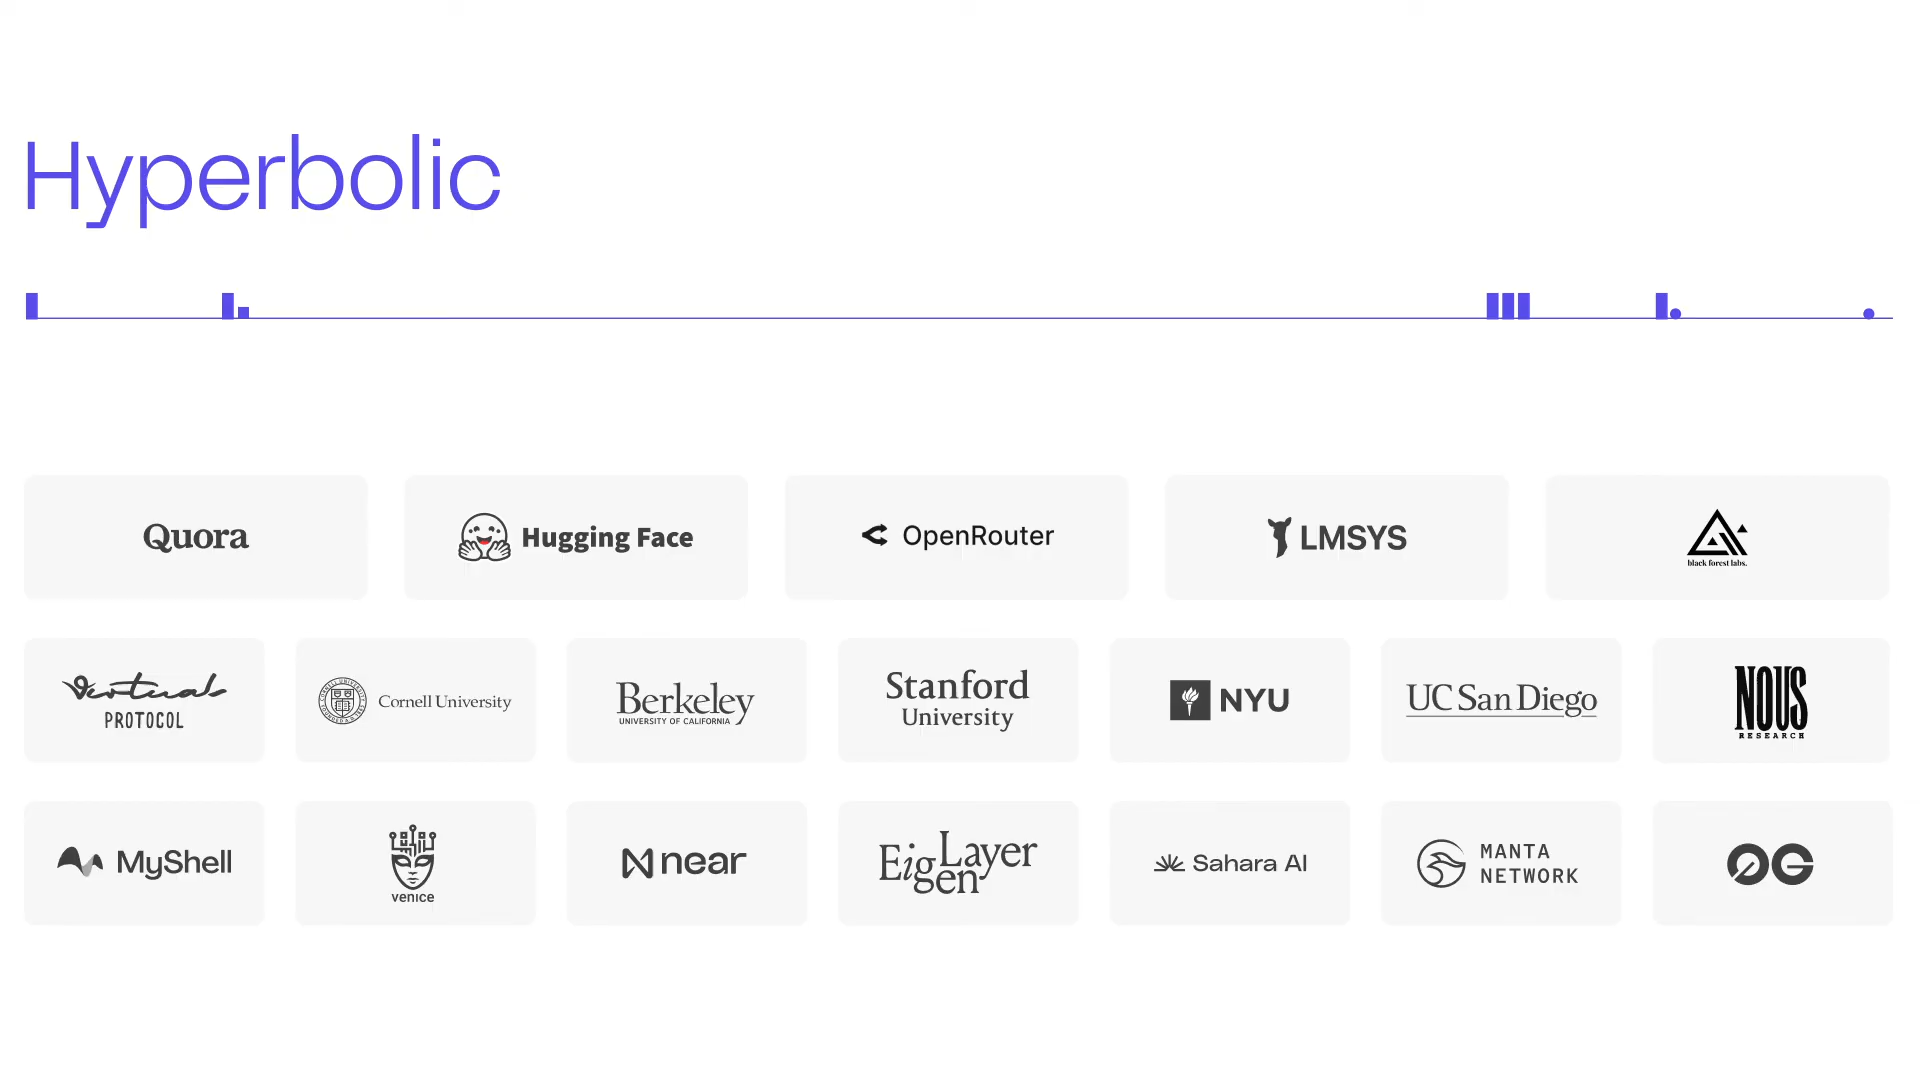 Hyperbolic
Quora
Hugging Face
OpenRouter
LMSYS
black forest labs.
Virtuals
PROTOCOL
Cornell University
Berkeley
UNIVERSITY OF CALIFORNIA
Stanford
University
NYU
UC San Diego
NOUS
RESEARCH
MyShell
venice
near
EigenLayer
Sahara AI
MANTA
NETWORK
0G